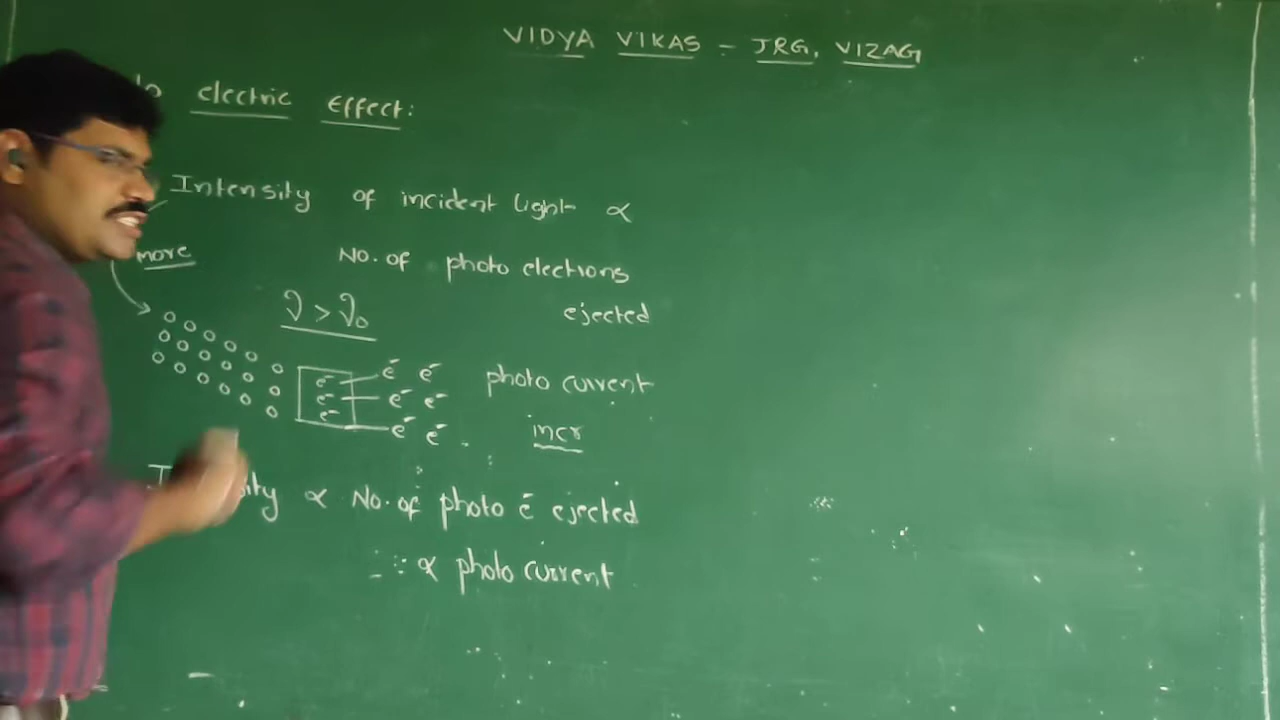 VIDYA VIKAS - JRG, VIZAG
electric Effect:
Intensity of incident light ∝
more
No. of photo electrons
ejected
ν > ν₀
e⁻ e⁻ e⁻ e⁻ photo current
e⁻ e⁻ e⁻
e⁻ e⁻ e⁻
incr
∝ No. of photo ē ejected
∝ photo current